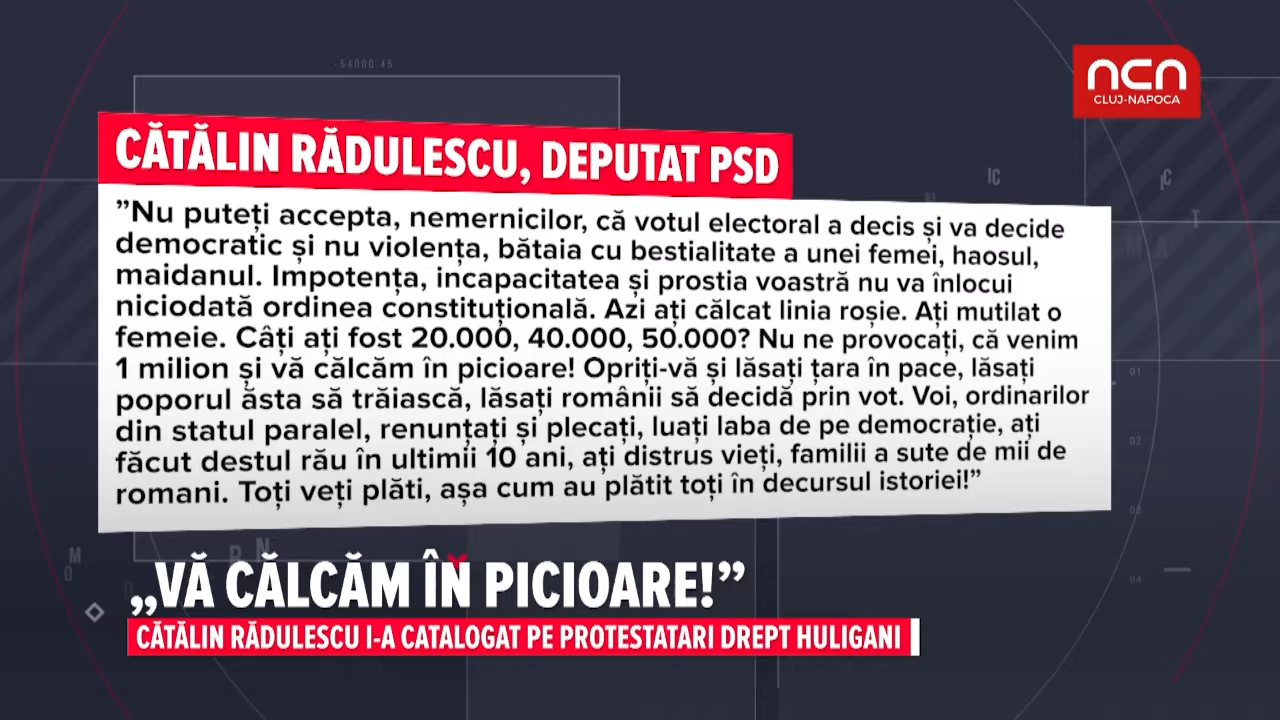 -54000.45
ncn
CLUJ-NAPOCA
CĂTĂLIN RĂDULESCU, DEPUTAT PSD
”Nu puteți accepta, nemernicilor, că votul electoral a decis și va decide
democratic și nu violența, bătaia cu bestialitate a unei femei, haosul,
maidanul. Impotența, incapacitatea și prostia voastră nu va înlocui
niciodată ordinea constituțională. Azi ați călcat linia roșie. Ați mutilat o
femeie. Câți ați fost 20.000, 40.000, 50.000? Nu ne provocați, că venim
1 milion și vă călcăm în picioare! Opriți-vă și lăsați țara în pace, lăsați
poporul ăsta să trăiască, lăsați românii să decidă prin vot. Voi, ordinarilor
din statul paralel, renunțați și plecați, luați laba de pe democrație, ați
făcut destul rău în ultimii 10 ani, ați distrus vieți, familii a sute de mii de
romani. Toți veți plăti, așa cum au plătit toți în decursul istoriei!”
01
02
03
04
„VĂ CĂLCĂM ÎN PICIOARE!”
CĂTĂLIN RĂDULESCU I-A CATALOGAT PE PROTESTATARI DREPT HULIGANI